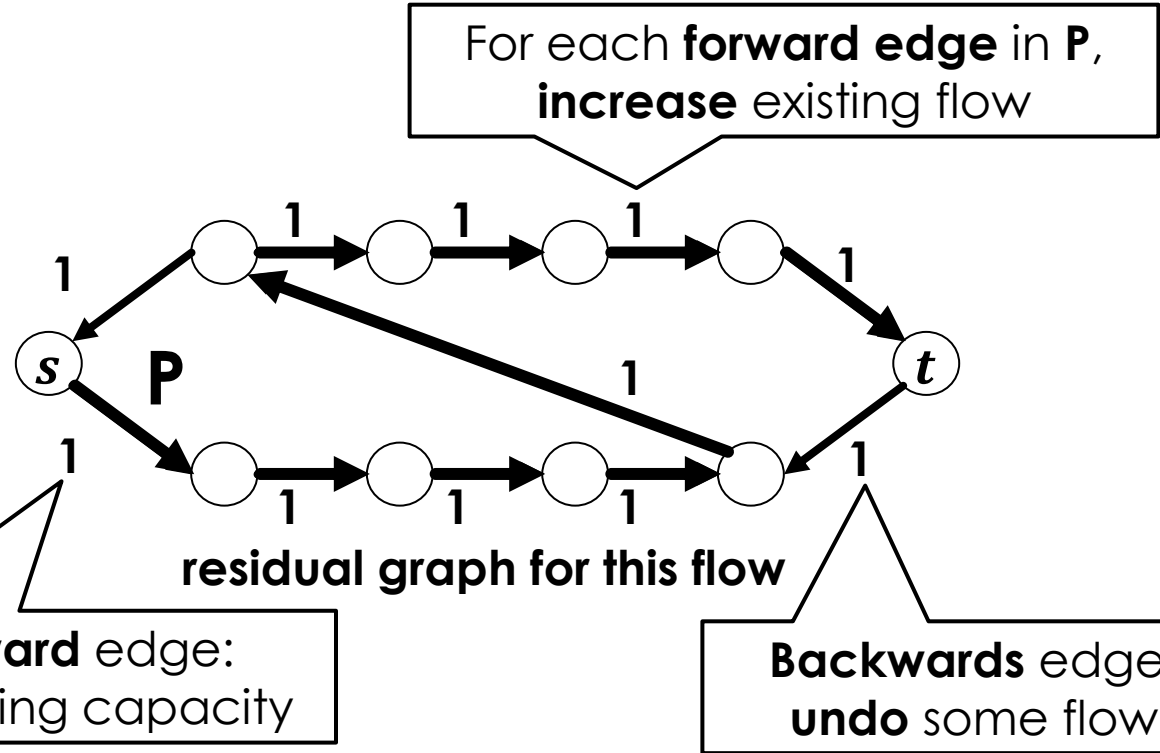 For each forward edge in P,
increase existing flow
1 1 1
1 1
s P 1 t
1 1
1 1 1
residual graph for this flow
ward edge:
ing capacity
Backwards edge
undo some flow